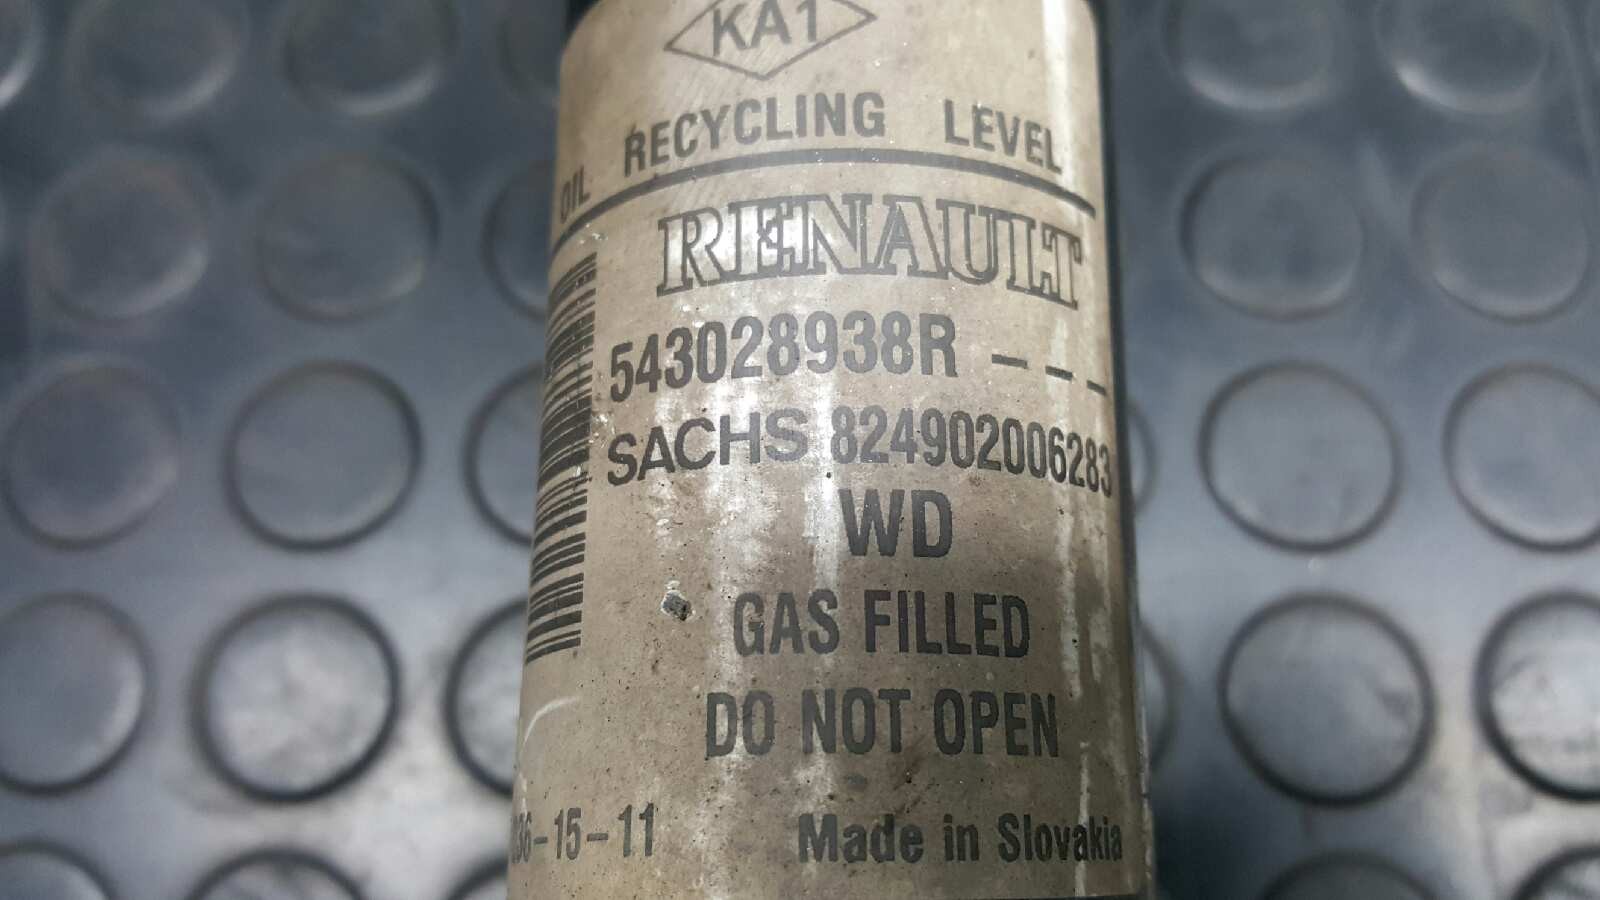 KA1
OIL RECYCLING LEVEL
RENAULT
543028938R ---
SACHS 824902006283
WD
GAS FILLED
DO NOT OPEN
36-15-11 Made in Slovakia